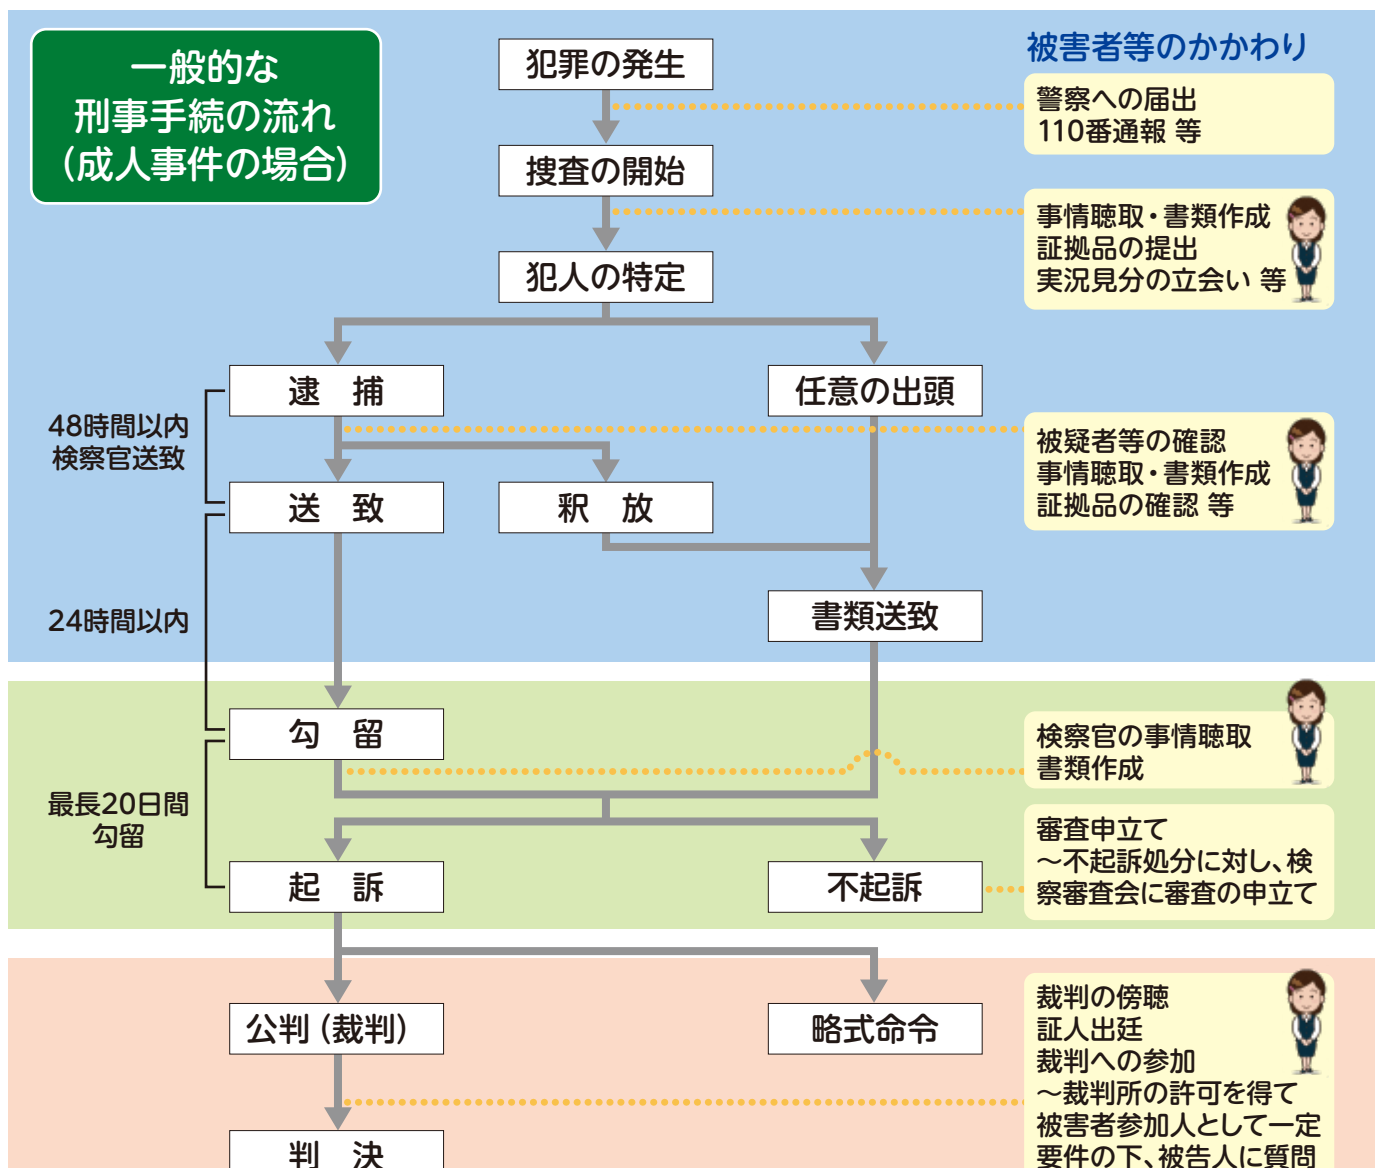 一般的な
刑事手続の流れ
(成人事件の場合)
犯罪の発生
捜査の開始
犯人の特定
逮　捕
任意の出頭
48時間以内
検察官送致
送　致
釈　放
24時間以内
書類送致
勾　留
最長20日間
勾留
起　訴
不起訴
公判(裁判)
略式命令
判　決
被害者等のかかわり
警察への届出
110番通報 等
事情聴取・書類作成
証拠品の提出
実況見分の立会い 等
被疑者等の確認
事情聴取・書類作成
証拠品の確認 等
検察官の事情聴取
書類作成
審査申立て
～不起訴処分に対し、検
察審査会に審査の申立て
裁判の傍聴
証人出廷
裁判への参加
～裁判所の許可を得て
被害者参加人として一定
要件の下、被告人に質問